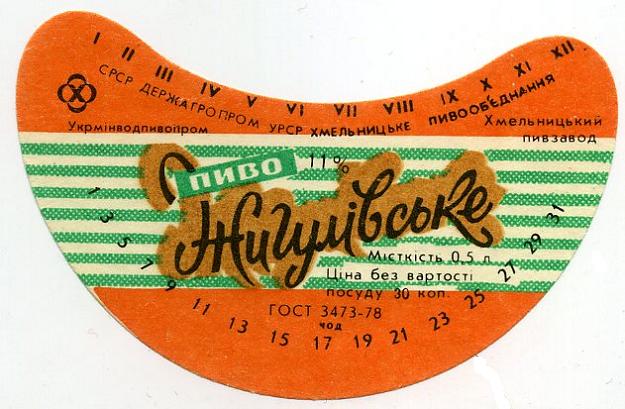 I II III IV V VI VII VIII IX X XI XII
СРСР ДЕРЖАГРОПРОМ УРСР ХМЕЛЬНИЦЬКЕ ПИВООБ'ЄДНАННЯ
Укрмінводпивопром
Хмельницький
пивзавод
11%
ПИВО
Жигулівське
Місткість 0,5 л
Ціна без вартості
посуду 30 коп.
ГОСТ 3473-78
чод
1 3 5 7 9 11 13 15 17 19 21 23 25 27 29 31